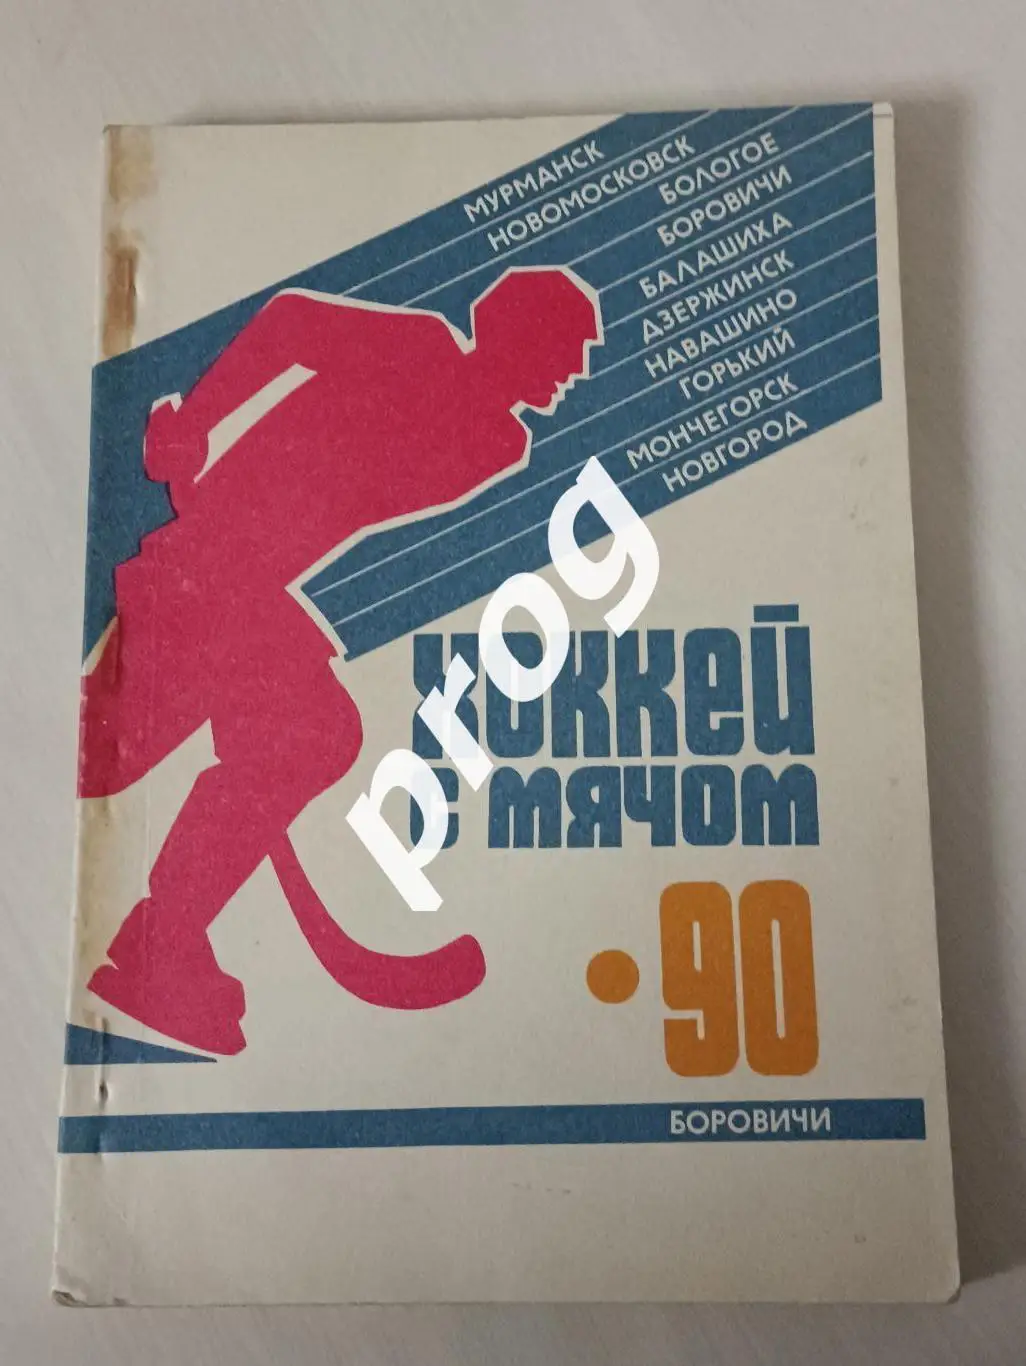 МУРМАНСК
НОВОМОСКОВСК
БОЛОГОЕ
БОРОВИЧИ
БАЛАШИХА
ДЗЕРЖИНСК
НАВАШИНО
ГОРЬКИЙ
МОНЧЕГОРСК
НОВГОРОД
prog
ХОККЕЙ
С МЯЧОМ
•90
БОРОВИЧИ